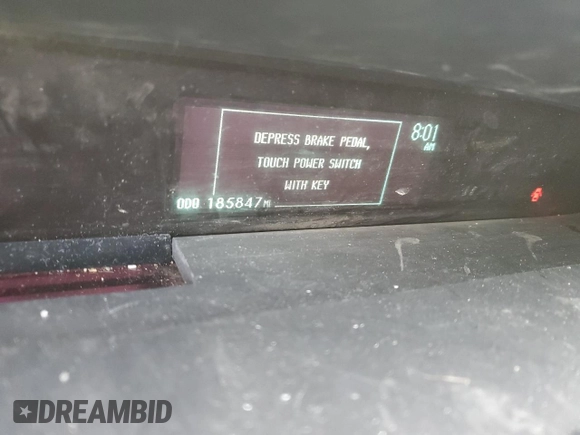 DEPRESS BRAKE PEDAL,
TOUCH POWER SWITCH
WITH KEY
8:01
AM
ODO 185847 MI
DREAMBID